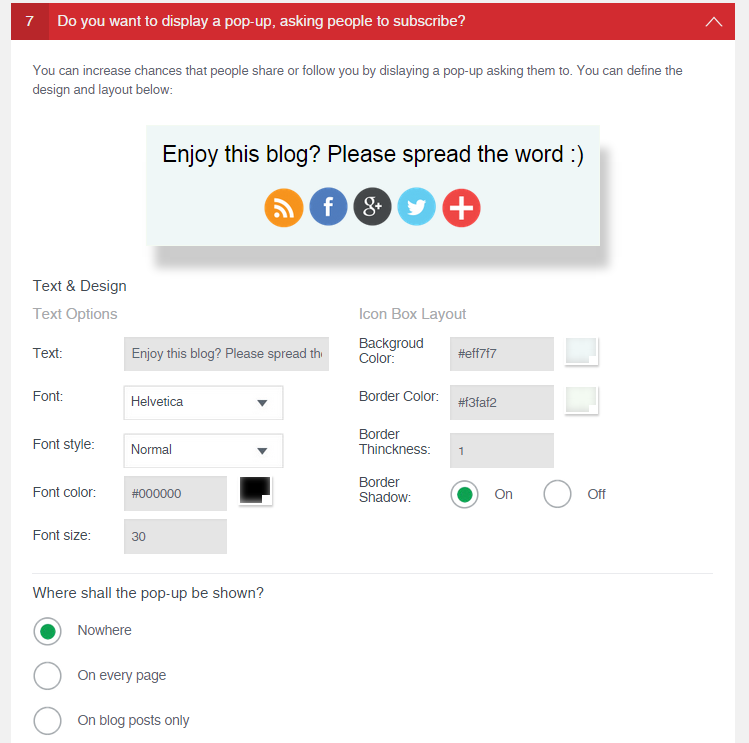 7 Do you want to display a pop-up, asking people to subscribe?
You can increase chances that people share or follow you by dislaying a pop-up asking them to. You can define the
design and layout below:
Enjoy this blog? Please spread the word :)
f g+
Text & Design
Text Options
Text: Enjoy this blog? Please spread th
Font: Helvetica
Font style: Normal
Font color: #000000
Font size: 30
Icon Box Layout
Backgroud
Color: #eff7f7
Border Color: #f3faf2
Border
Thinckness: 1
Border
Shadow: On Off
Where shall the pop-up be shown?
Nowhere
On every page
On blog posts only